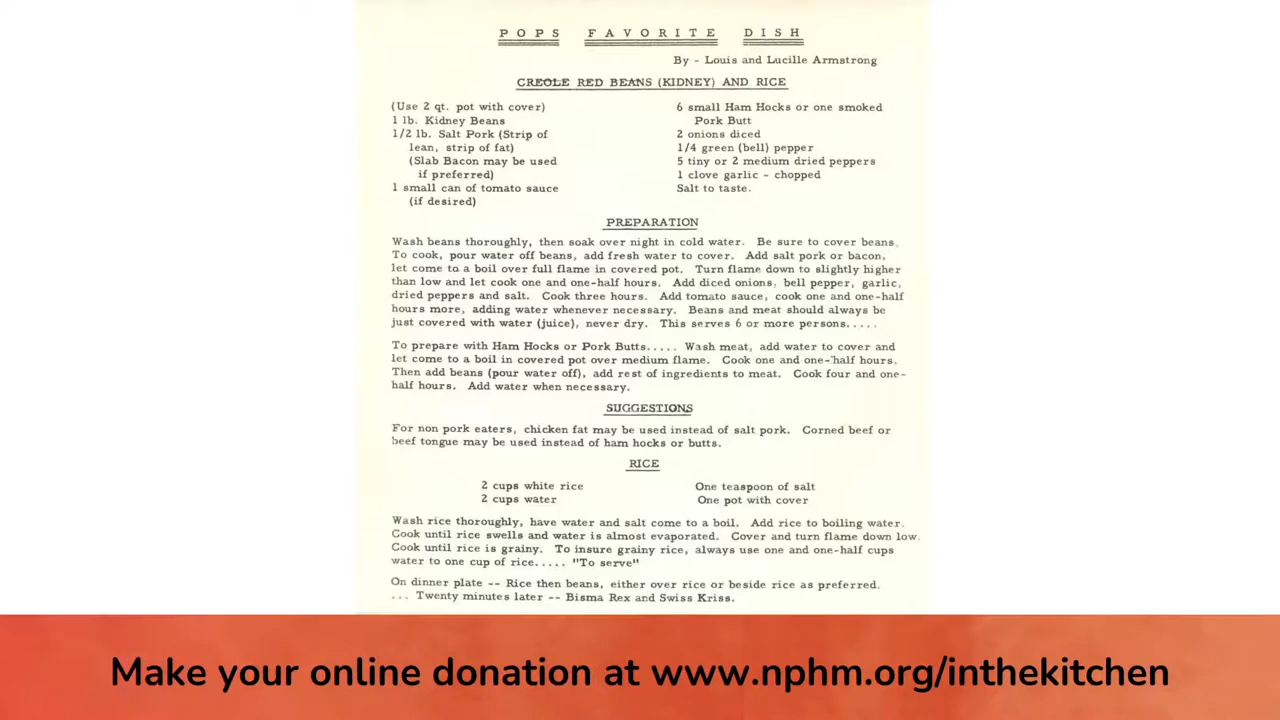 POPS FAVORITE DISH
By - Louis and Lucille Armstrong
CREOLE RED BEANS (KIDNEY) AND RICE
(Use 2 qt. pot with cover)
1 lb. Kidney Beans
1/2 lb. Salt Pork (Strip of
lean, strip of fat)
(Slab Bacon may be used
if preferred)
1 small can of tomato sauce
(if desired)
6 small Ham Hocks or one smoked
Pork Butt
2 onions diced
1/4 green (bell) pepper
5 tiny or 2 medium dried peppers
1 clove garlic - chopped
Salt to taste.
PREPARATION
Wash beans thoroughly, then soak over night in cold water. Be sure to cover beans.
To cook, pour water off beans, add fresh water to cover. Add salt pork or bacon,
let come to a boil over full flame in covered pot. Turn flame down to slightly higher
than low and let cook one and one-half hours. Add diced onions, bell pepper, garlic,
dried peppers and salt. Cook three hours. Add tomato sauce, cook one and one-half
hours more, adding water whenever necessary. Beans and meat should always be
just covered with water (juice), never dry. This serves 6 or more persons.....
To prepare with Ham Hocks or Pork Butts..... Wash meat, add water to cover and
let come to a boil in covered pot over medium flame. Cook one and one-half hours.
Then add beans (pour water off), add rest of ingredients to meat. Cook four and one-
half hours. Add water when necessary.
SUGGESTIONS
For non pork eaters, chicken fat may be used instead of salt pork. Corned beef or
beef tongue may be used instead of ham hocks or butts.
RICE
2 cups white rice
2 cups water
One teaspoon of salt
One pot with cover
Wash rice thoroughly, have water and salt come to a boil. Add rice to boiling water.
Cook until rice swells and water is almost evaporated. Cover and turn flame down low.
Cook until rice is grainy. To insure grainy rice, always use one and one-half cups
water to one cup of rice..... "To serve"
On dinner plate -- Rice then beans, either over rice or beside rice as preferred.
... Twenty minutes later -- Bisma Rex and Swiss Kriss.
Make your online donation at www.nphm.org/inthekitchen